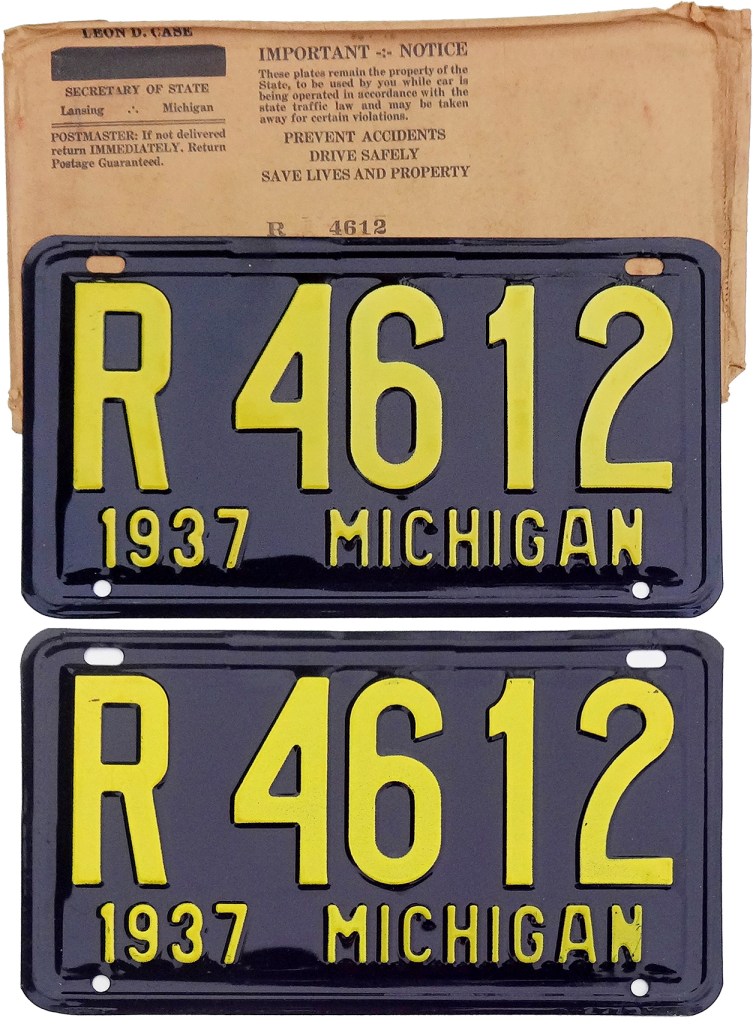 LEON D. CASE
SECRETARY OF STATE
Lansing ∴ Michigan
POSTMASTER: If not delivered
return IMMEDIATELY. Return
Postage Guaranteed.
IMPORTANT -:- NOTICE
These plates remain the property of the
State, to be used by you while car is
being operated in accordance with the
state traffic law and may be taken
away for certain violations.
PREVENT ACCIDENTS
DRIVE SAFELY
SAVE LIVES AND PROPERTY
R 4612
R 4612
1937 MICHIGAN
R 4612
1937 MICHIGAN